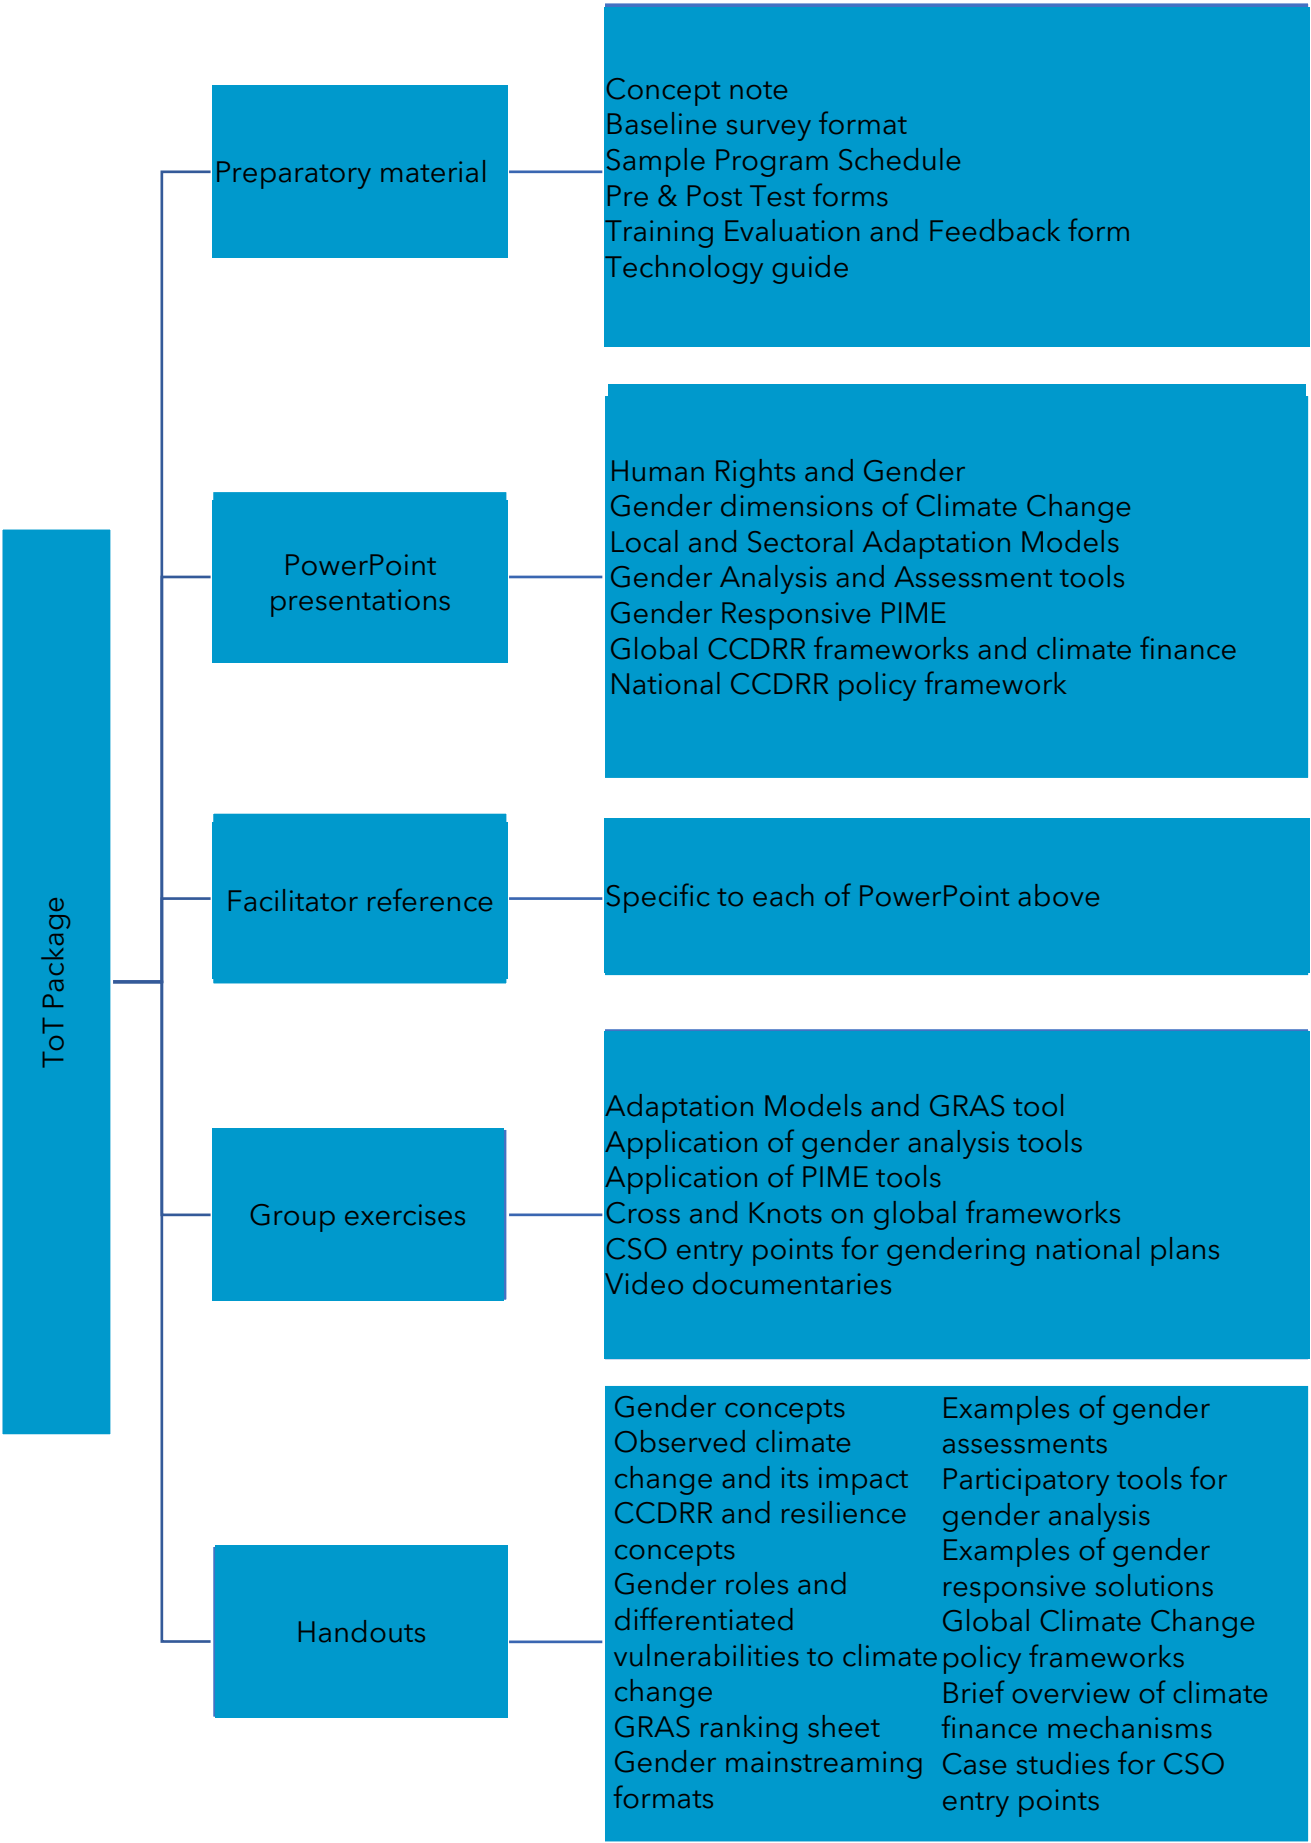 ToT Package
Preparatory material
Concept note
Baseline survey format
Sample Program Schedule
Pre & Post Test forms
Training Evaluation and Feedback form
Technology guide
PowerPoint
presentations
Human Rights and Gender
Gender dimensions of Climate Change
Local and Sectoral Adaptation Models
Gender Analysis and Assessment tools
Gender Responsive PIME
Global CCDRR frameworks and climate finance
National CCDRR policy framework
Facilitator reference
Specific to each of PowerPoint above
Group exercises
Adaptation Models and GRAS tool
Application of gender analysis tools
Application of PIME tools
Cross and Knots on global frameworks
CSO entry points for gendering national plans
Video documentaries
Handouts
Gender concepts
Observed climate
change and its impact
CCDRR and resilience
concepts
Gender roles and
differentiated
vulnerabilities to climate
change
GRAS ranking sheet
Gender mainstreaming
formats
Examples of gender
assessments
Participatory tools for
gender analysis
Examples of gender
responsive solutions
Global Climate Change
policy frameworks
Brief overview of climate
finance mechanisms
Case studies for CSO
entry points